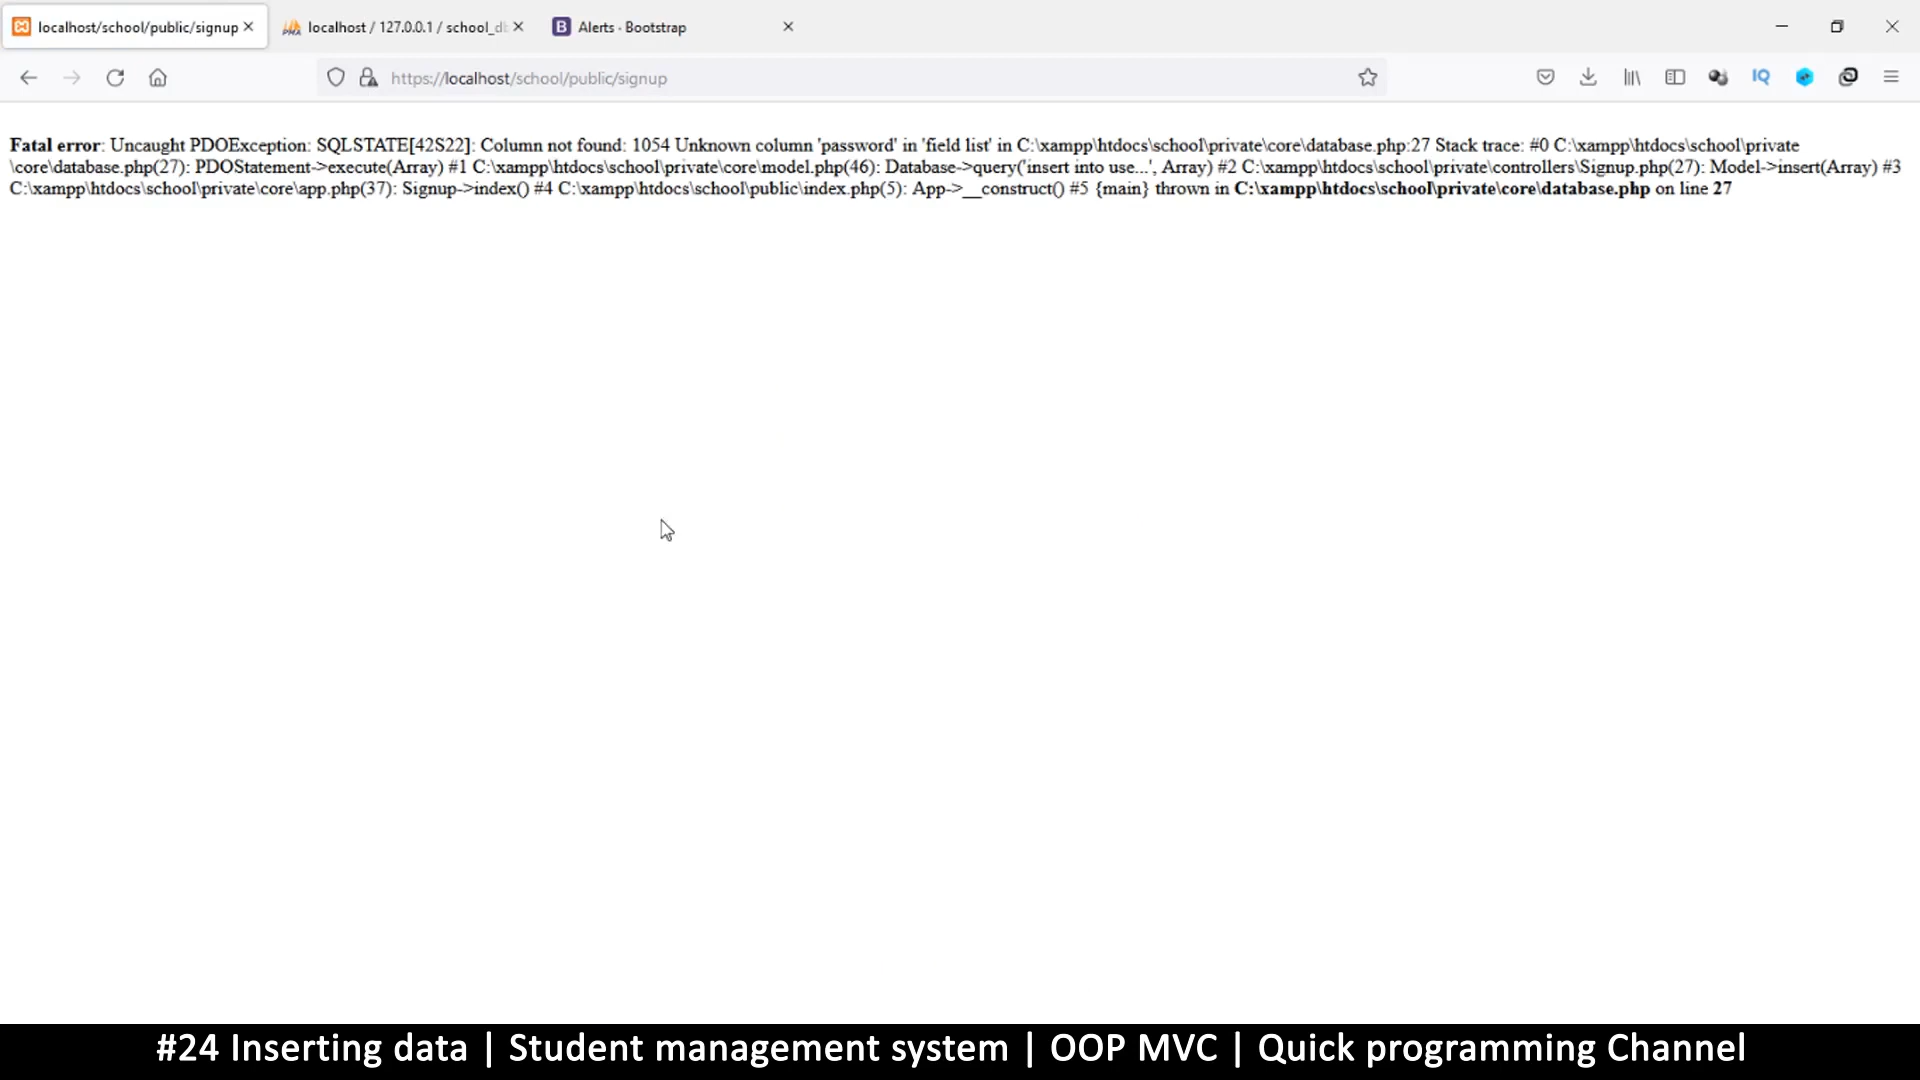 localhost/school/public/signup
localhost / 127.0.0.1 / school_d
B Alerts · Bootstrap
https://localhost/school/public/signup
IQ
Fatal error: Uncaught PDOException: SQLSTATE[42S22]: Column not found: 1054 Unknown column 'password' in 'field list' in C:\xampp\htdocs\school\private\core\database.php:27 Stack trace: #0 C:\xampp\htdocs\school\private
\core\database.php(27): PDOStatement->execute(Array) #1 C:\xampp\htdocs\school\private\core\model.php(46): Database->query('insert into use...', Array) #2 C:\xampp\htdocs\school\private\controllers\Signup.php(27): Model->insert(Array) #3
C:\xampp\htdocs\school\private\core\app.php(37): Signup->index() #4 C:\xampp\htdocs\school\public\index.php(5): App->__construct() #5 {main} thrown in C:\xampp\htdocs\school\private\core\database.php on line 27
#24 Inserting data | Student management system | OOP MVC | Quick programming Channel